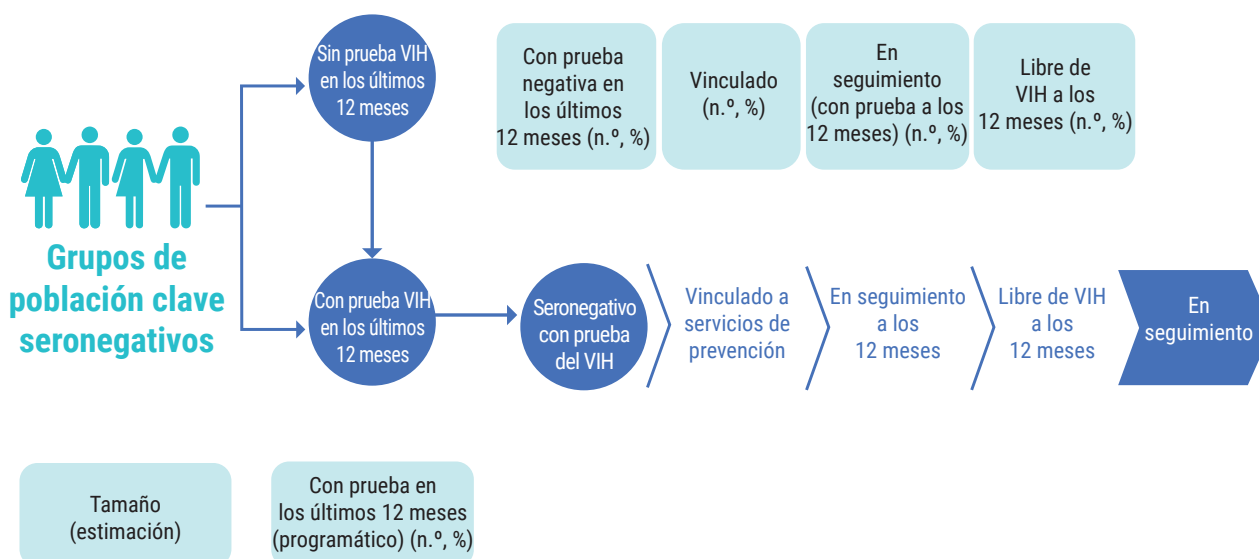 Sin prueba VIH
en los últimos
12 meses
Con prueba
negativa en
los últimos
12 meses (n.º, %)
Vinculado
(n.º, %)
En
seguimiento
(con prueba a los
12 meses) (n.º, %)
Libre de
VIH a los
12 meses (n.º, %)
Grupos de
población clave
seronegativos
Con prueba VIH
en los últimos
12 meses
Seronegativo
con prueba
del VIH
Vinculado a
servicios de
prevención
En seguimiento
a los
12 meses
Libre de VIH
a los
12 meses
En
seguimiento
Tamaño
(estimación)
Con prueba en
los últimos 12 meses
(programático) (n.º, %)